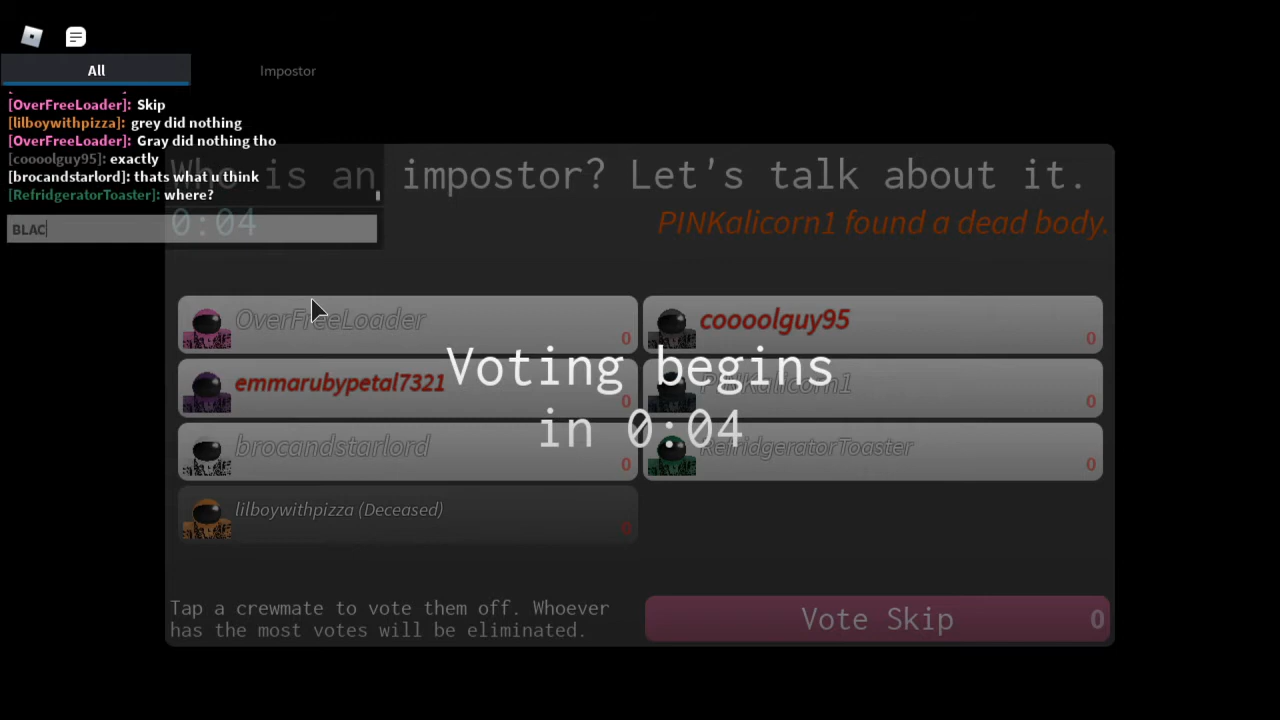 All
Impostor
[OverFreeLoader]: Skip
[lilboywithpizza]: grey did nothing
[OverFreeLoader]: Gray did nothing tho
[coooolguy95]: exactly
[brocandstarlord]: thats what u think
[RefridgeratorToaster]: where?
BLAC
Who is an impostor? Let's talk about it.
0:04
PINKalicorn1 found a dead body.
OverFreeLoader
0
coooolguy95
0
emmarubypetal7321
0
PINKalicorn1
0
brocandstarlord
0
RefridgeratorToaster
0
lilboywithpizza (Deceased)
0
Voting begins
in 0:04
Tap a crewmate to vote them off. Whoever
has the most votes will be eliminated.
Vote Skip
0